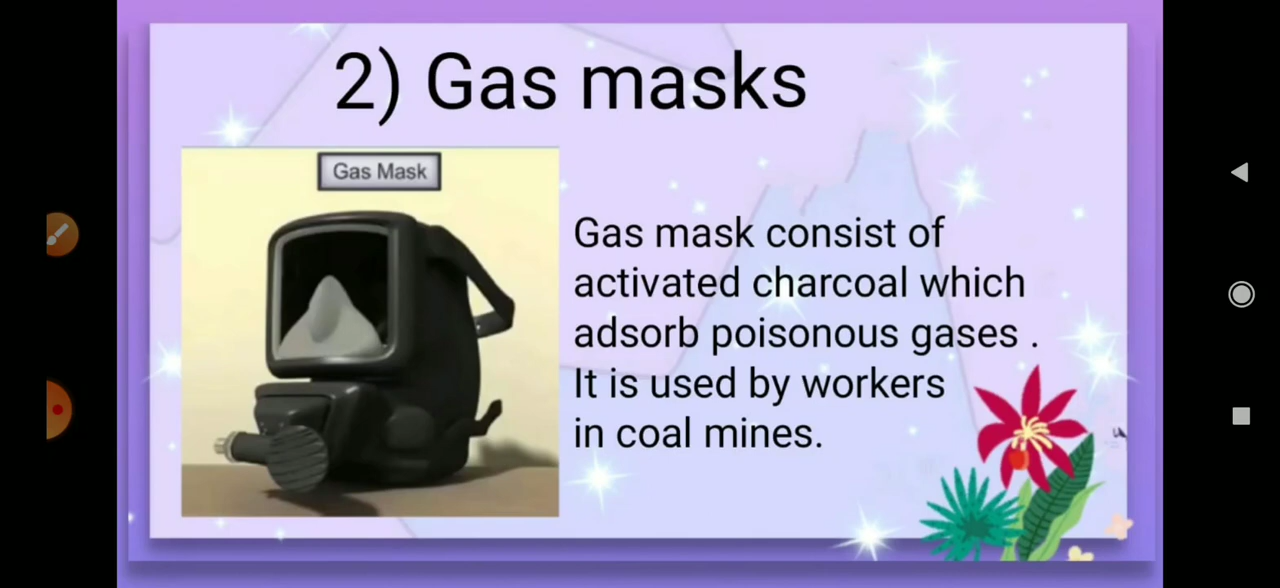 2) Gas masks
Gas Mask
Gas mask consist of
activated charcoal which
adsorb poisonous gases .
It is used by workers
in coal mines.